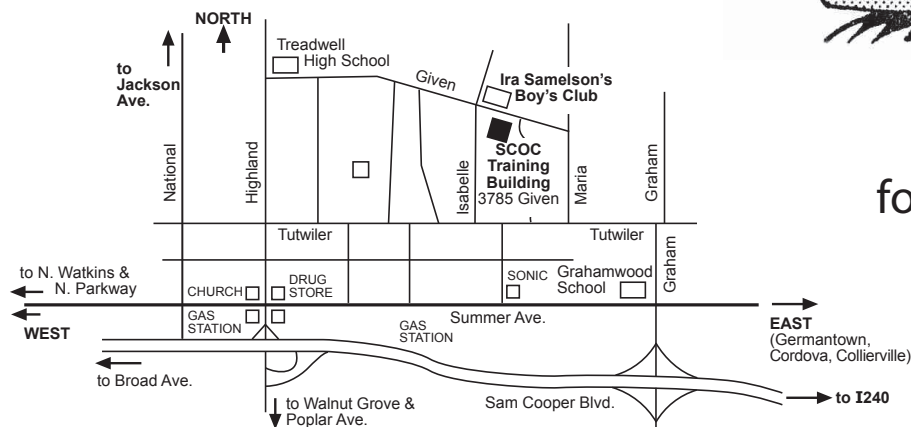 NORTH
to
Jackson
Ave.
Treadwell
High School
Given
Ira Samelson's
Boy's Club
SCOC
Training
Building
3785 Given
National
Highland
Isabelle
Maria
Graham
fo
Tutwiler
Tutwiler
Graham
to N. Watkins &
N. Parkway
CHURCH
DRUG
STORE
SONIC
Grahamwood
School
WEST
GAS
STATION
GAS
STATION
Summer Ave.
EAST
(Germantown,
Cordova, Collierville)
to Broad Ave.
to Walnut Grove &
Poplar Ave.
Sam Cooper Blvd.
to I240